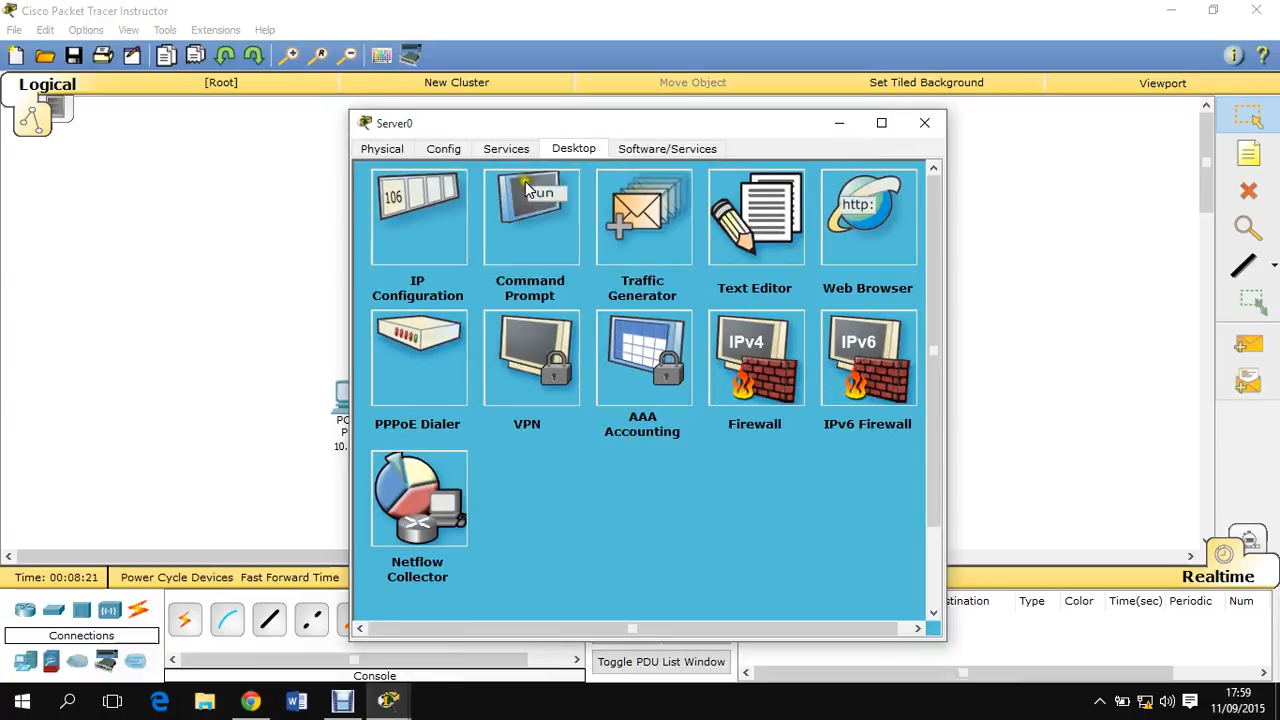 Cisco Packet Tracer Instructor
File Edit Options View Tools Extensions Help
Logical [Root] New Cluster Move Object Set Tiled Background Viewport
Server0
Physical Config Services Desktop Software/Services
106
un
http:
IP Configuration
Command Prompt
Traffic Generator
Text Editor
Web Browser
IPv4
IPv6
PPPoE Dialer
VPN
AAA Accounting
Firewall
IPv6 Firewall
Netflow Collector
PC
P
10.
Time: 00:08:21 Power Cycle Devices Fast Forward Time
Realtime
stination Type Color Time(sec) Periodic Num
Connections
Toggle PDU List Window
Console
17:59
11/09/2015